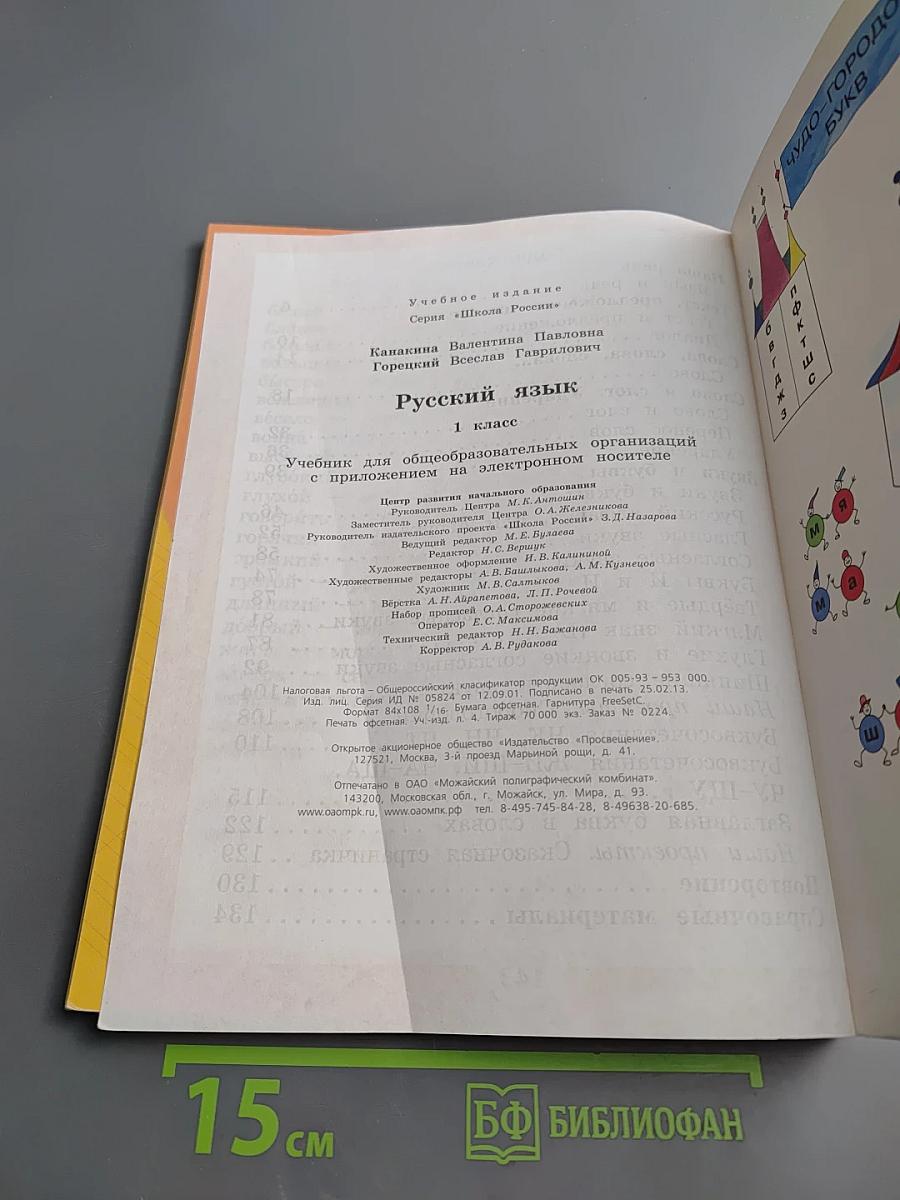 Учебное издание
Серия «Школа России»
Канакина Валентина Павловна
Горецкий Всеслав Гаврилович
Русский язык
1 класс
Учебник для общеобразовательных организаций
с приложением на электронном носителе
Центр развития начального образования
Руководитель Центра М. К. Антошин
Заместитель руководителя Центра О. А. Железникова
Руководитель издательского проекта «Школа России» З. Д. Назарова
Ведущий редактор М. Е. Булаева
Редактор Н. С. Вершук
Художественное оформление И. В. Калининой
Художественные редакторы А. В. Башлыкова, А. М. Кузнецов
Художник М. В. Салтыков
Вёрстка А. Н. Айрапетова, Л. П. Рочевой
Набор прописей О. А. Сторожевских
Оператор Е. С. Максимова
Технический редактор Н. Н. Бажанова
Корректор А. В. Рудакова
Налоговая льгота – Общероссийский классификатор продукции ОК 005-93 – 953 000.
Изд. лиц. Серия ИД № 05824 от 12.09.01. Подписано в печать 25.02.13.
Формат 84x108 1/16. Бумага офсетная. Гарнитура FreeSetC.
Печать офсетная. Уч.-изд. л. 4. Тираж 70 000 экз. Заказ № 0224.
Открытое акционерное общество «Издательство «Просвещение».
127521, Москва, 3-й проезд Марьиной рощи, д. 41.
Отпечатано в ОАО «Можайский полиграфический комбинат».
143200, Московская обл., г. Можайск, ул. Мира, д. 93.
www.oaompk.ru, www.оаомпк.рф тел. 8-495-745-84-28, 8-49638-20-685.
ЧУДО-ГОРОДО
БУКВ
б п
в ф
г к
д т
ж ш
з с
м я
м а
ш
15 см
БФ БИБЛИОФАН